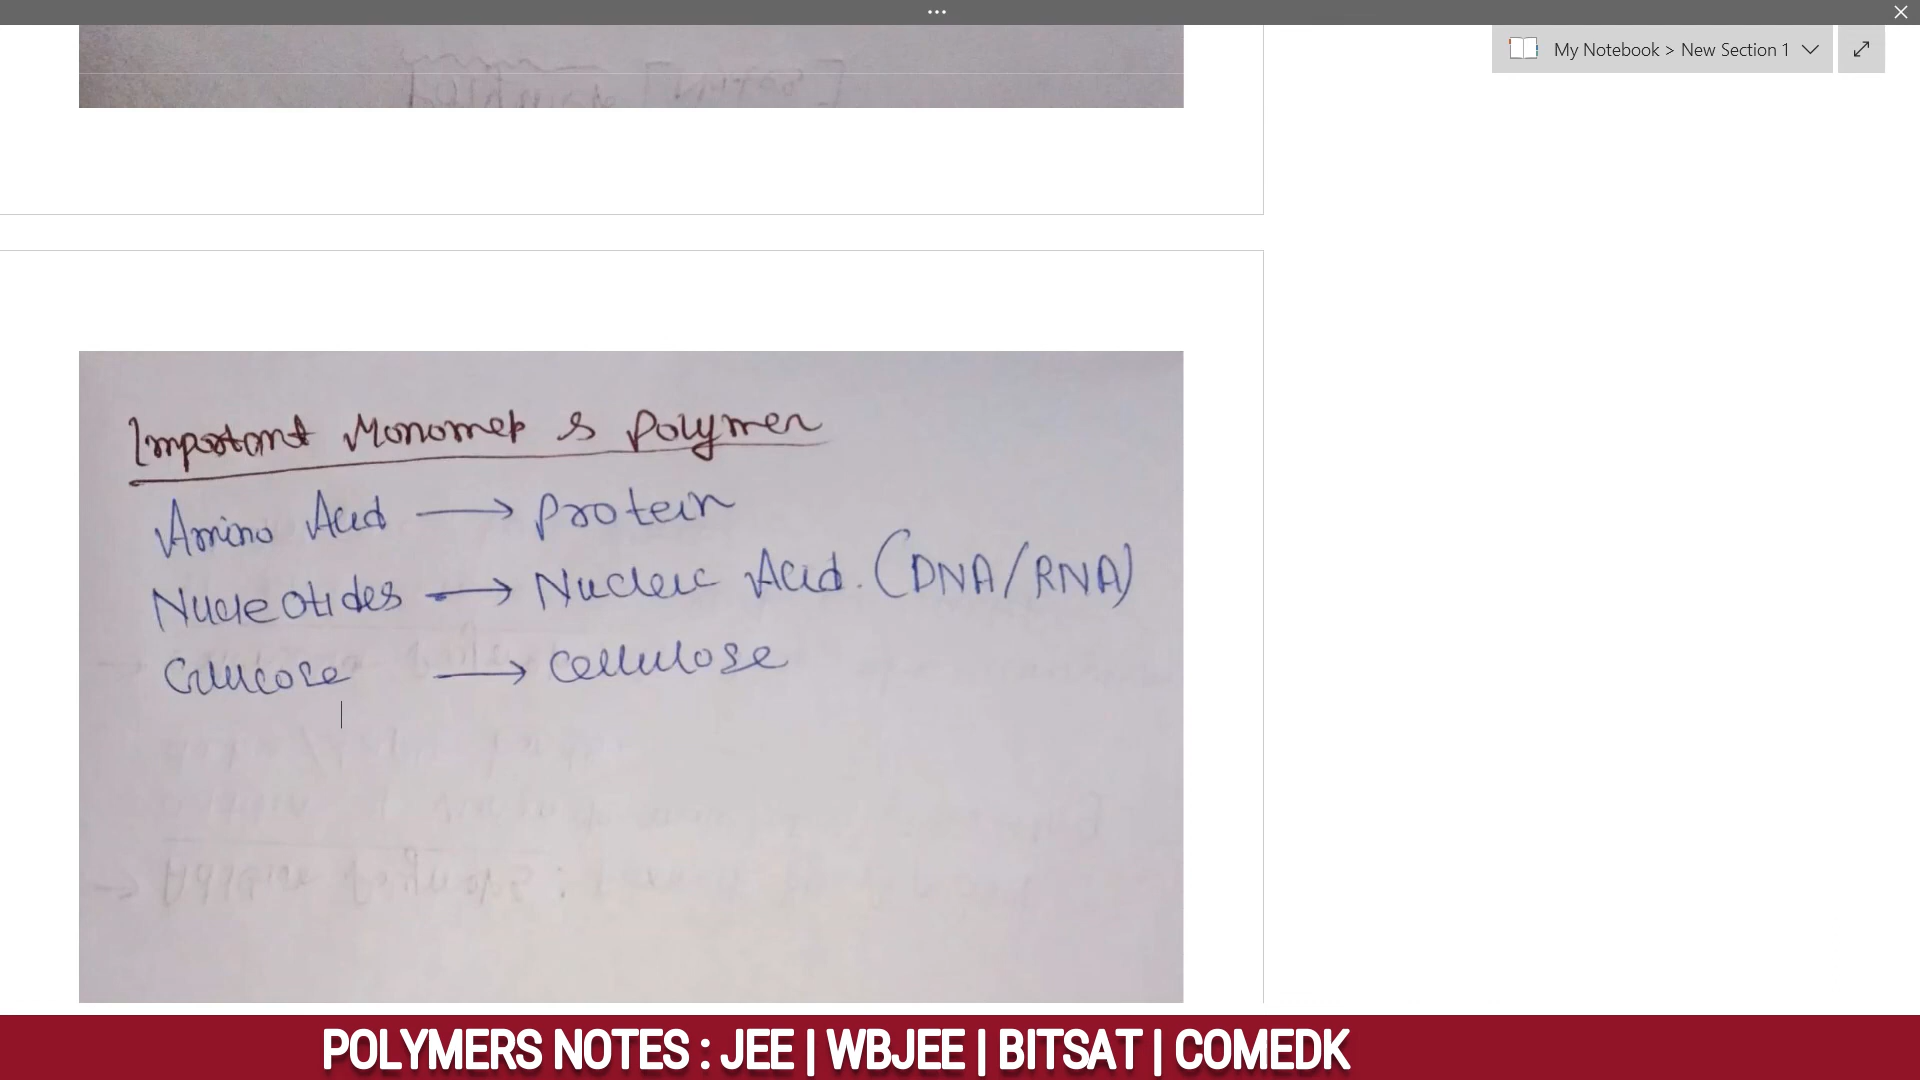 My Notebook > New Section 1
Important Monomer & Polymer
Amino Acid → Protein
Nucleotides → Nucleic Acid. (DNA/RNA)
Glucose → Cellulose
POLYMERS NOTES : JEE | WBJEE | BITSAT | COMEDK